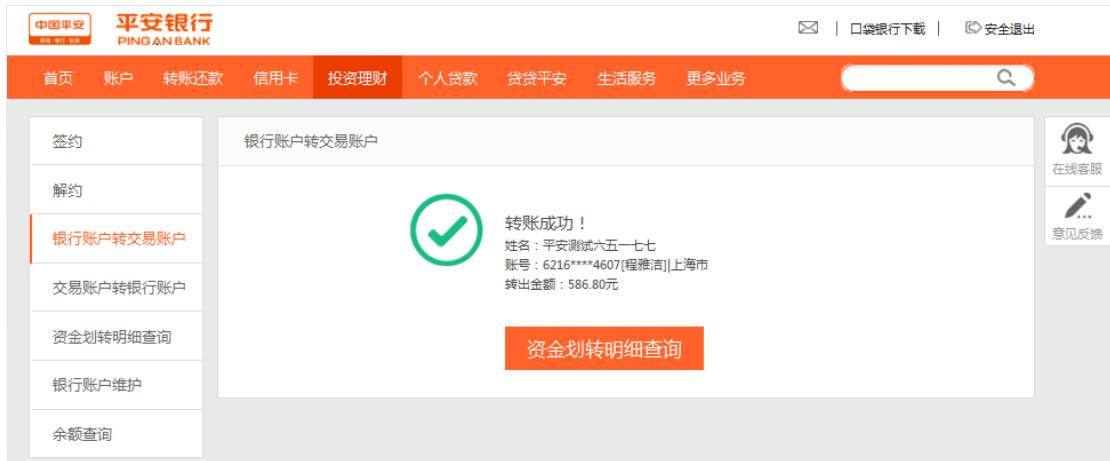 中国平安
平安银行
PING AN BANK
口袋银行下载
安全退出
首页 账户 转账还款 信用卡 投资理财 个人贷款 贷贷平安 生活服务 更多业务
签约
解约
银行账户转交易账户
交易账户转银行账户
资金划转明细查询
银行账户维护
余额查询
银行账户转交易账户
转账成功！
姓名：平安测试六五一七七
账号：6216****4607[程雅洁]|上海市
转出金额：586.80元
资金划转明细查询
在线客服
意见反馈